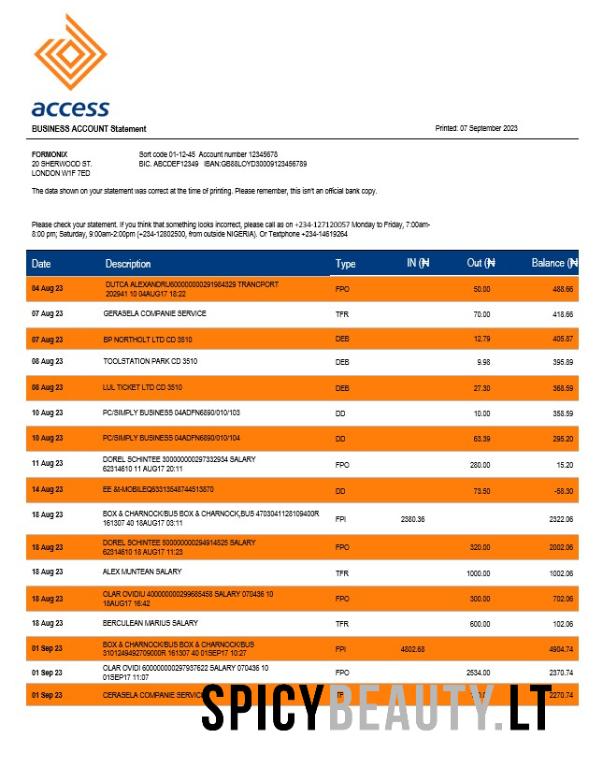 access
BUSINESS ACCOUNT Statement Printed: 07 September 2023
FORMONIX Sort code 01-12-45 Account number 12345678
20 SHERWOOD ST. BIC. ABCDEF12349 IBAN:GB88LOYD30009123456789
LONDON W1F 7ED
The data shown on your statement was correct at the time of printing. Please remember, this isn't an official bank copy.
Please check your statement. If you think that something looks incorrect, please call as on +234-127120057 Monday to Friday, 7:00am-
8:00 pm; Saturday, 9:00am-2:00pm (+234-12802500, from outside NIGERIA). Or Textphone +234-14619264
Date Description Type IN (₦ Out (₦ Balance (₦
04 Aug 23 DUTCA ALEXANDRU600000000291984329 TRANCPORT
202941 10 04AUG17 18:22 FPO 50.00 488.66
07 Aug 23 GERASELA COMPANIE SERVICE TFR 70.00 418.66
07 Aug 23 BP NORTHOLT LTD CD 3510 DEB 12.79 405.87
08 Aug 23 TOOLSTATION PARK CD 3510 DEB 9.98 395.89
08 Aug 23 LUL TICKET LTD CD 3510 DEB 27.30 368.59
10 Aug 23 PC/SIMPLY BUSINESS 04ADFN6890/010/103 DD 10.00 358.59
10 Aug 23 PC/SIMPLY BUSINESS 04ADFN6890/010/104 DD 63.39 295.20
11 Aug 23 DOREL SCHINTEE 300000000297332934 SALARY
62314610 11 AUG17 20:11 FPO 280.00 15.20
14 Aug 23 EE &t-MOBILEQ53313548744513870 DD 73.50 -58.30
18 Aug 23 BOX & CHARNOCK/BUS BOX & CHARNOCK,BUS 4703041128109400R
161307 40 18AUG17 03:11 FPI 2380.36 2322.06
18 Aug 23 DOREL SCHINTEE 500000000294914525 SALARY
62314610 18 AUG17 11:23 FPO 320.00 2002.06
18 Aug 23 ALEX MUNTEAN SALARY TFR 1000.00 1002.06
18 Aug 23 OLAR OVIDIU 400000000299685458 SALARY 070436 10
18AUG17 16:42 FPO 300.00 702.06
18 Aug 23 BERCULEAN MARIUS SALARY TFR 600.00 102.06
01 Sep 23 BOX & CHARNOCK/BUS BOX & CHARNOCK/BUS
3101249492709000R 161307 40 01SEP17 10:27 FPI 4802.68 4904.74
01 Sep 23 OLAR OVIDI 600000000297937622 SALARY 070436 10
01SEP17 11:07 FPO 2534.00 2370.74
01 Sep 23 CERASELA COMPANIE SERVICE 2270.74
SPICYBEAUTY.LT